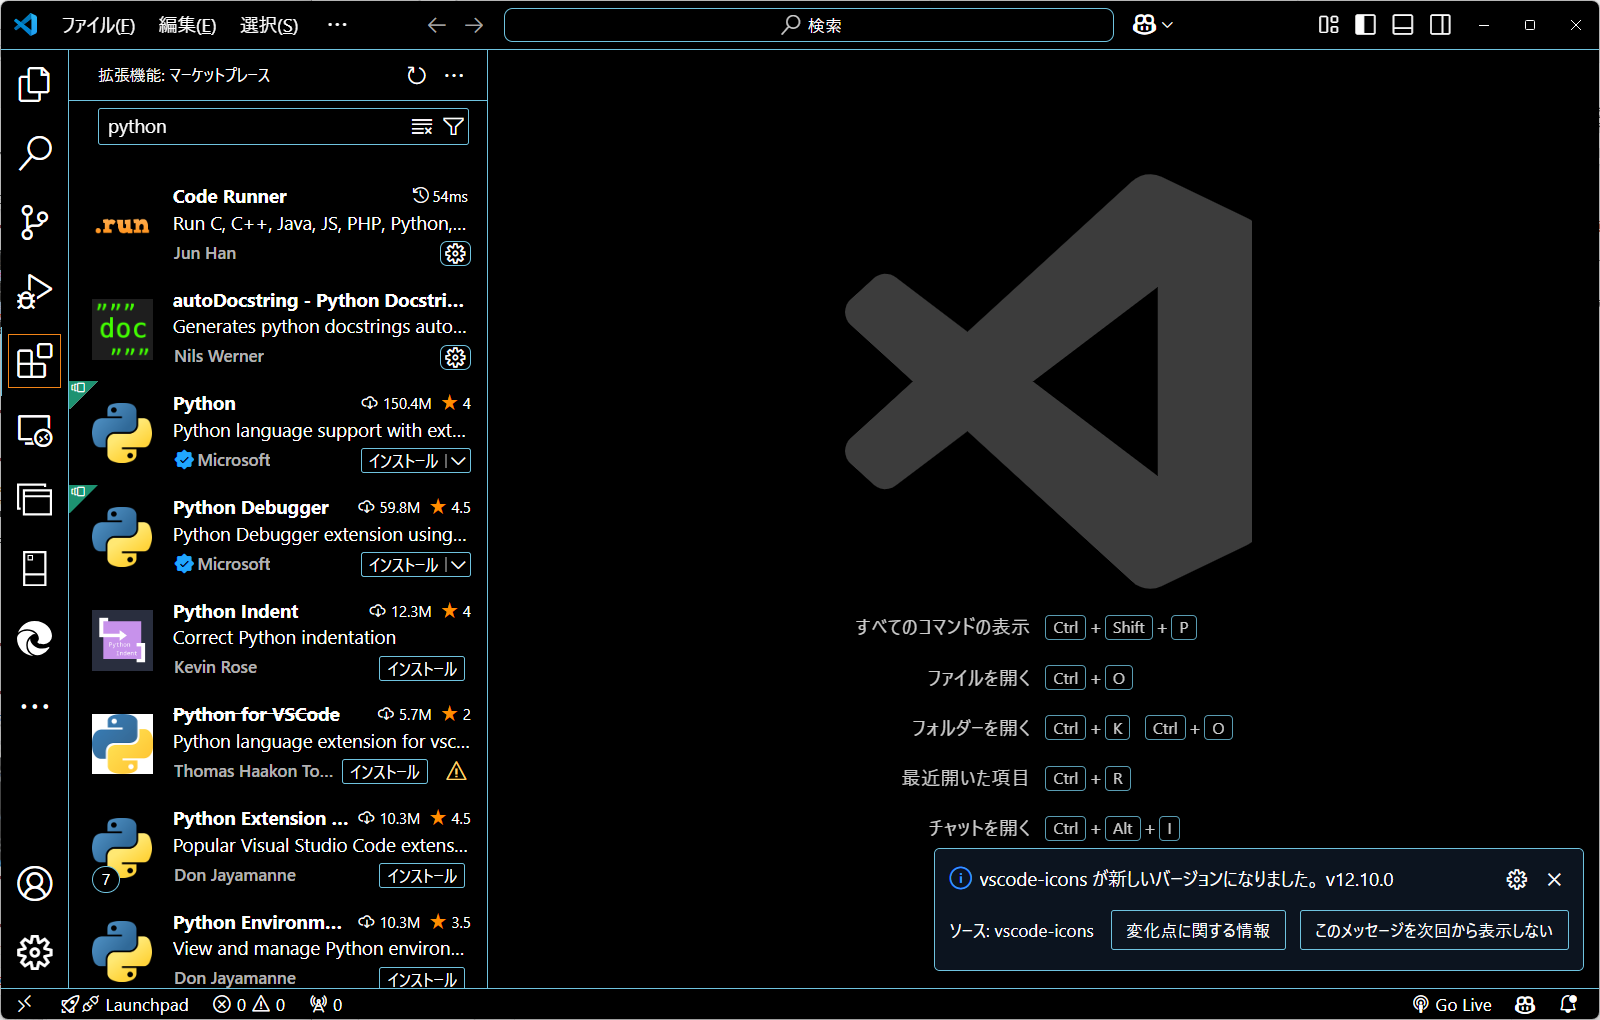 ファイル(F) 編集(E) 選択(S) ···
検索
拡張機能: マーケットプレース
python
Code Runner 54ms
.run
Run C, C++, Java, JS, PHP, Python,...
Jun Han
autoDocstring - Python Docstri...
""" doc """
Generates python docstrings auto...
Nils Werner
Python 150.4M ★ 4
Python language support with ext...
Microsoft インストール
Python Debugger 59.8M ★ 4.5
Python Debugger extension using...
Microsoft インストール
Python Indent 12.3M ★ 4
Python
Indent
Correct Python indentation
Kevin Rose インストール
Python for VSCode 5.7M ★ 2
Python language extension for vsc...
Thomas Haakon To... インストール
Python Extension ... 10.3M ★ 4.5
Popular Visual Studio Code extens...
7
Don Jayamanne インストール
Python Environm... 10.3M ★ 3.5
View and manage Python environ...
Don Jayamanne インストール
すべてのコマンドの表示 Ctrl + Shift + P
ファイルを開く Ctrl + O
フォルダーを開く Ctrl + K Ctrl + O
最近開いた項目 Ctrl + R
チャットを開く Ctrl + Alt + I
vscode-icons が新しいバージョンになりました。v12.10.0
ソース: vscode-icons 変化点に関する情報 このメッセージを次回から表示しない
Launchpad 0 0 0 Go Live